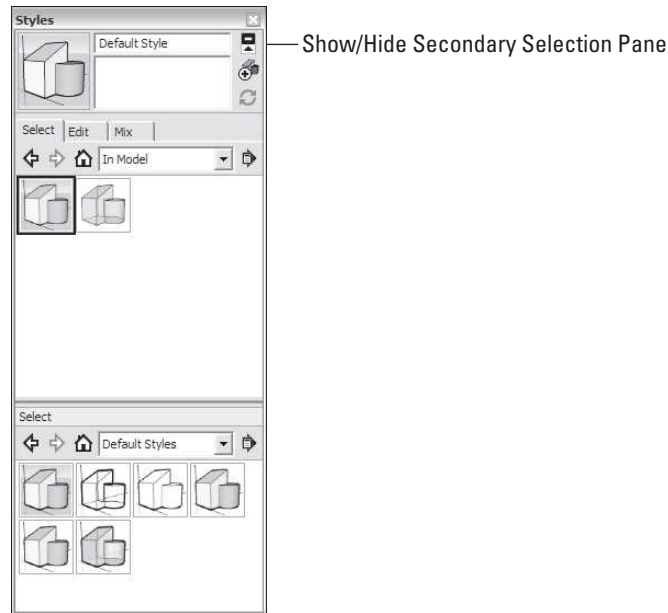 Styles
Default Style
Show/Hide Secondary Selection Pane
Select Edit Mix
In Model
Select
Default Styles